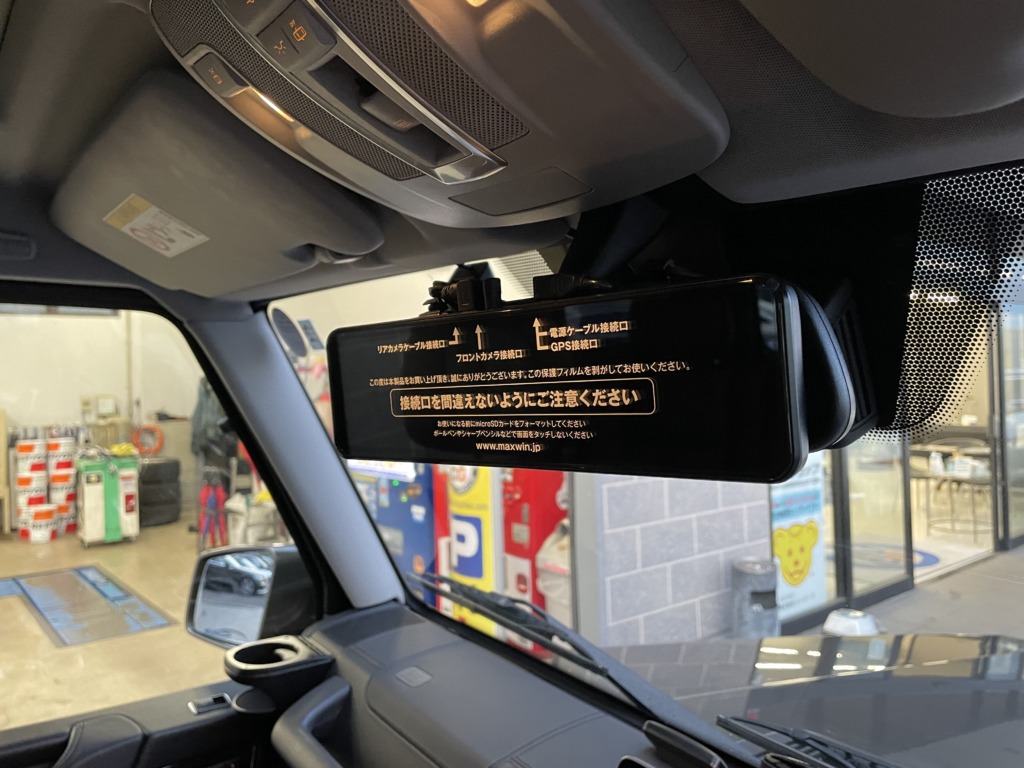 リアカメラケーブル接続口
フロントカメラ接続口
電源ケーブル接続口
GPS接続口
この度は本製品をお買い上げ頂き、誠にありがとうございます。この保護フィルムを剥がしてお使いください。
接続口を間違えないようにご注意ください
お使いになる前にmicroSDカードをフォーマットしてください
ボールペンやシャープペンシルなどで画面をタッチしないください
www.maxwin.jp
P